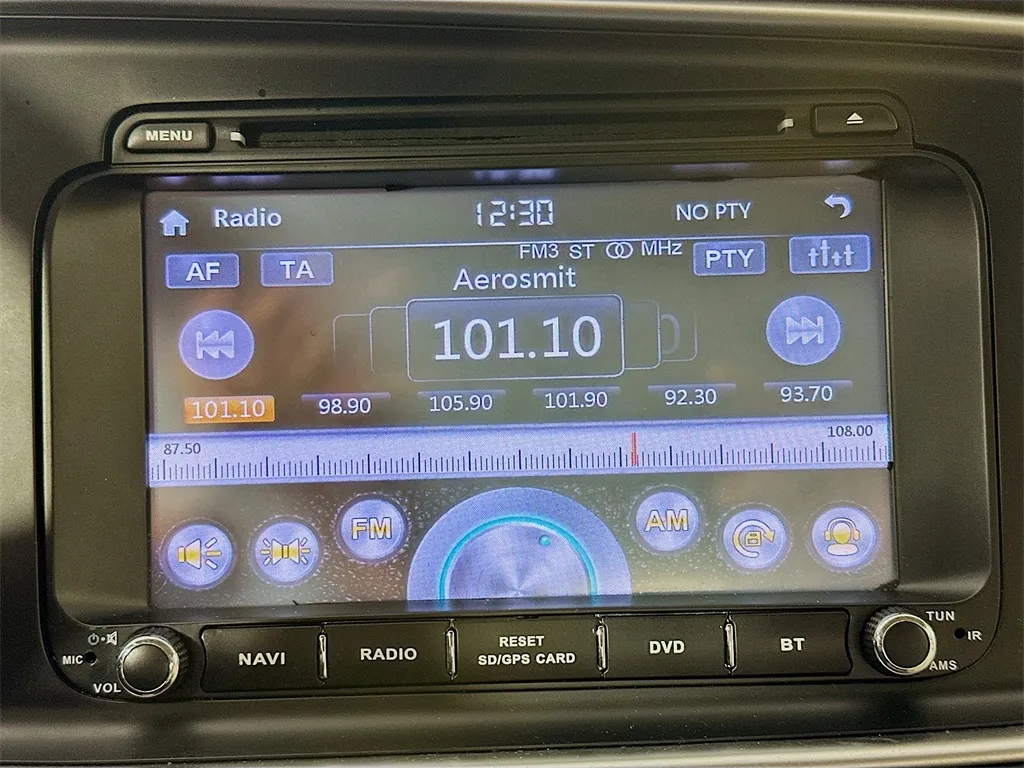 MENU
Radio 12:30 NO PTY
FM3 ST MHz
AF TA PTY
Aerosmit
101.10
101.10 98.90 105.90 101.90 92.30 93.70
87.50 108.00
FM AM
TUN
IR
MIC
NAVI RADIO RESET DVD BT
SD/GPS CARD
AMS
VOL